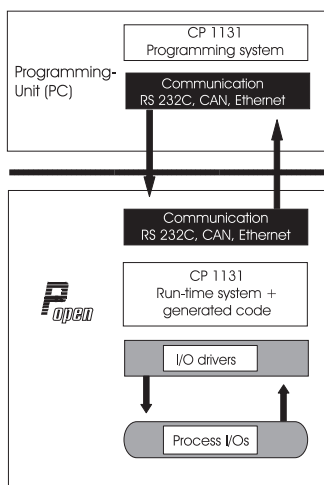 CP 1131
Programming system
Programming-
Unit (PC)
Communication
RS 232C, CAN, Ethernet
Communication
RS 232C, CAN, Ethernet
CP 1131
Run-time system +
generated code
P open
I/O drivers
Process I/Os